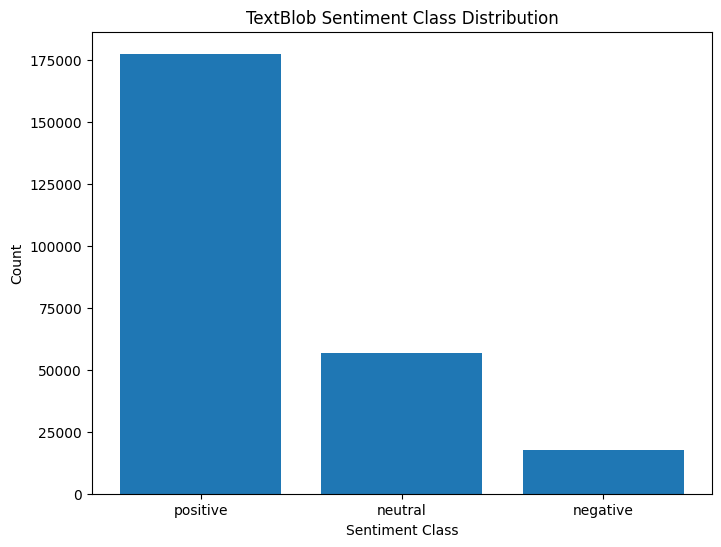 TextBlob Sentiment Class Distribution
175000
150000
125000
100000
75000
50000
25000
0
Count
positive
neutral
negative
Sentiment Class